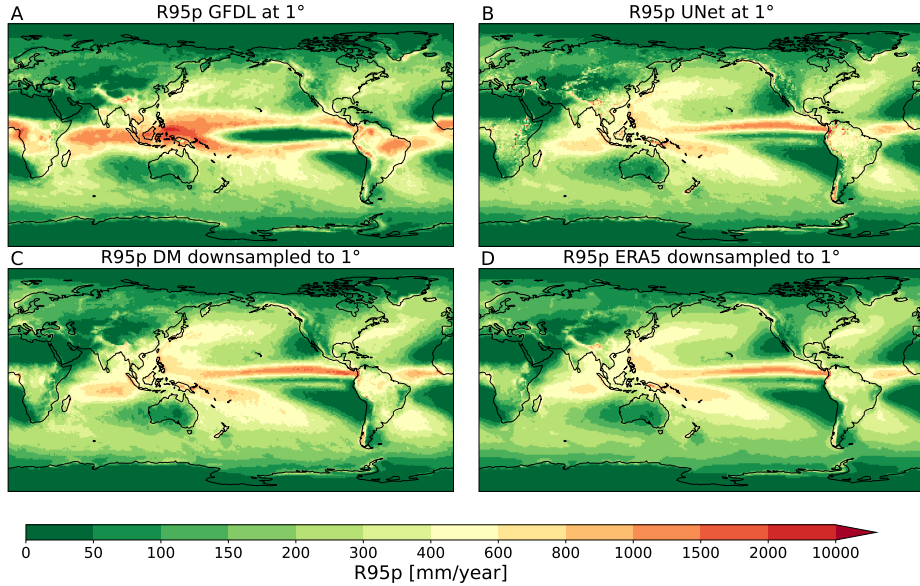 A R95p GFDL at 1°
B R95p UNet at 1°
C R95p DM downsampled to 1°
D R95p ERA5 downsampled to 1°
0 50 100 150 200 300 400 600 800 1000 1500 2000 10000
R95p [mm/year]